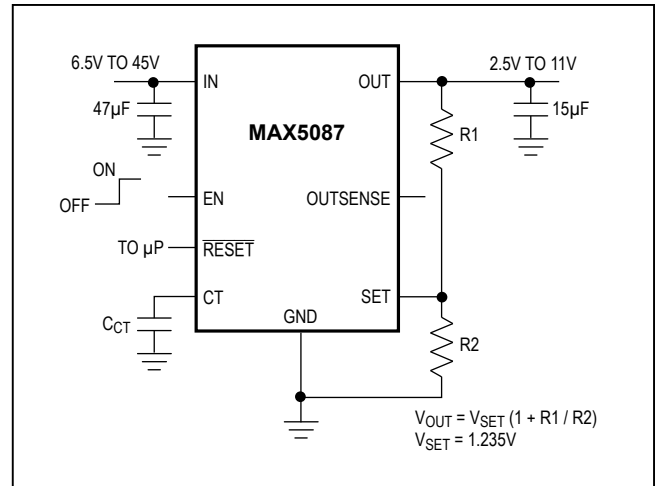 6.5V TO 45V
2.5V TO 11V
IN
OUT
47µF
15µF
MAX5087
R1
ON
OFF
EN
OUTSENSE
TO µP
RESET
CT
SET
GND
CCT
R2
VOUT = VSET (1 + R1 / R2)
VSET = 1.235V